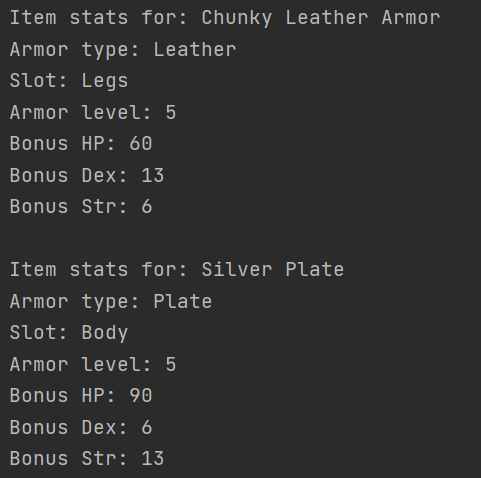 Item stats for: Chunky Leather Armor
Armor type: Leather
Slot: Legs
Armor level: 5
Bonus HP: 60
Bonus Dex: 13
Bonus Str: 6
Item stats for: Silver Plate
Armor type: Plate
Slot: Body
Armor level: 5
Bonus HP: 90
Bonus Dex: 6
Bonus Str: 13